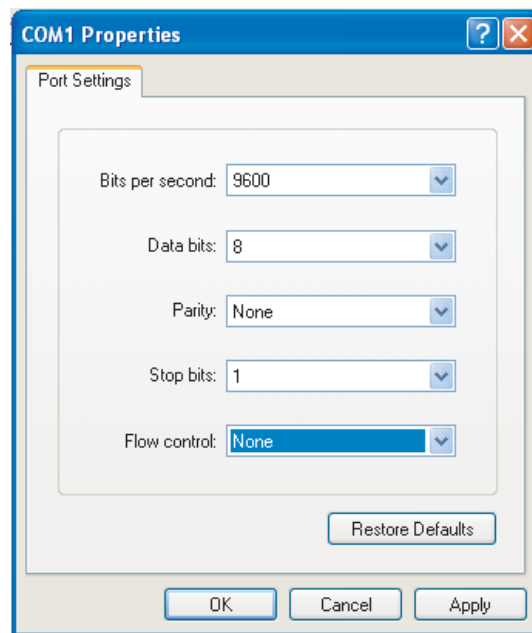 COM1 Properties
Port Settings
Bits per second: 9600
Data bits: 8
Parity: None
Stop bits: 1
Flow control: None
Restore Defaults
OK Cancel Apply